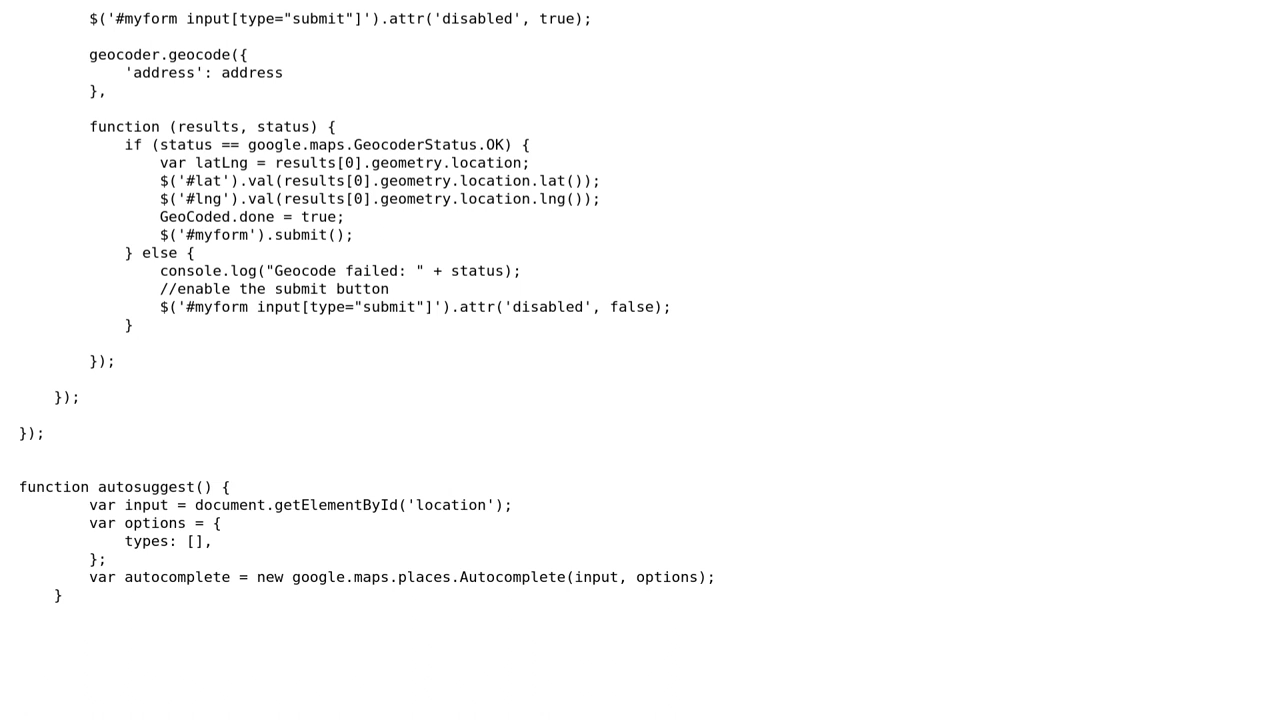 $('#myform input[type="submit"]').attr('disabled', true);
geocoder.geocode({
'address': address
},
function (results, status) {
if (status == google.maps.GeocoderStatus.OK) {
var latLng = results[0].geometry.location;
$('#lat').val(results[0].geometry.location.lat());
$('#lng').val(results[0].geometry.location.lng());
GeoCoded.done = true;
$('#myform').submit();
} else {
console.log("Geocode failed: " + status);
//enable the submit button
$('#myform input[type="submit"]').attr('disabled', false);
}
});
});
});
function autosuggest() {
var input = document.getElementById('location');
var options = {
types: [],
};
var autocomplete = new google.maps.places.Autocomplete(input, options);
}